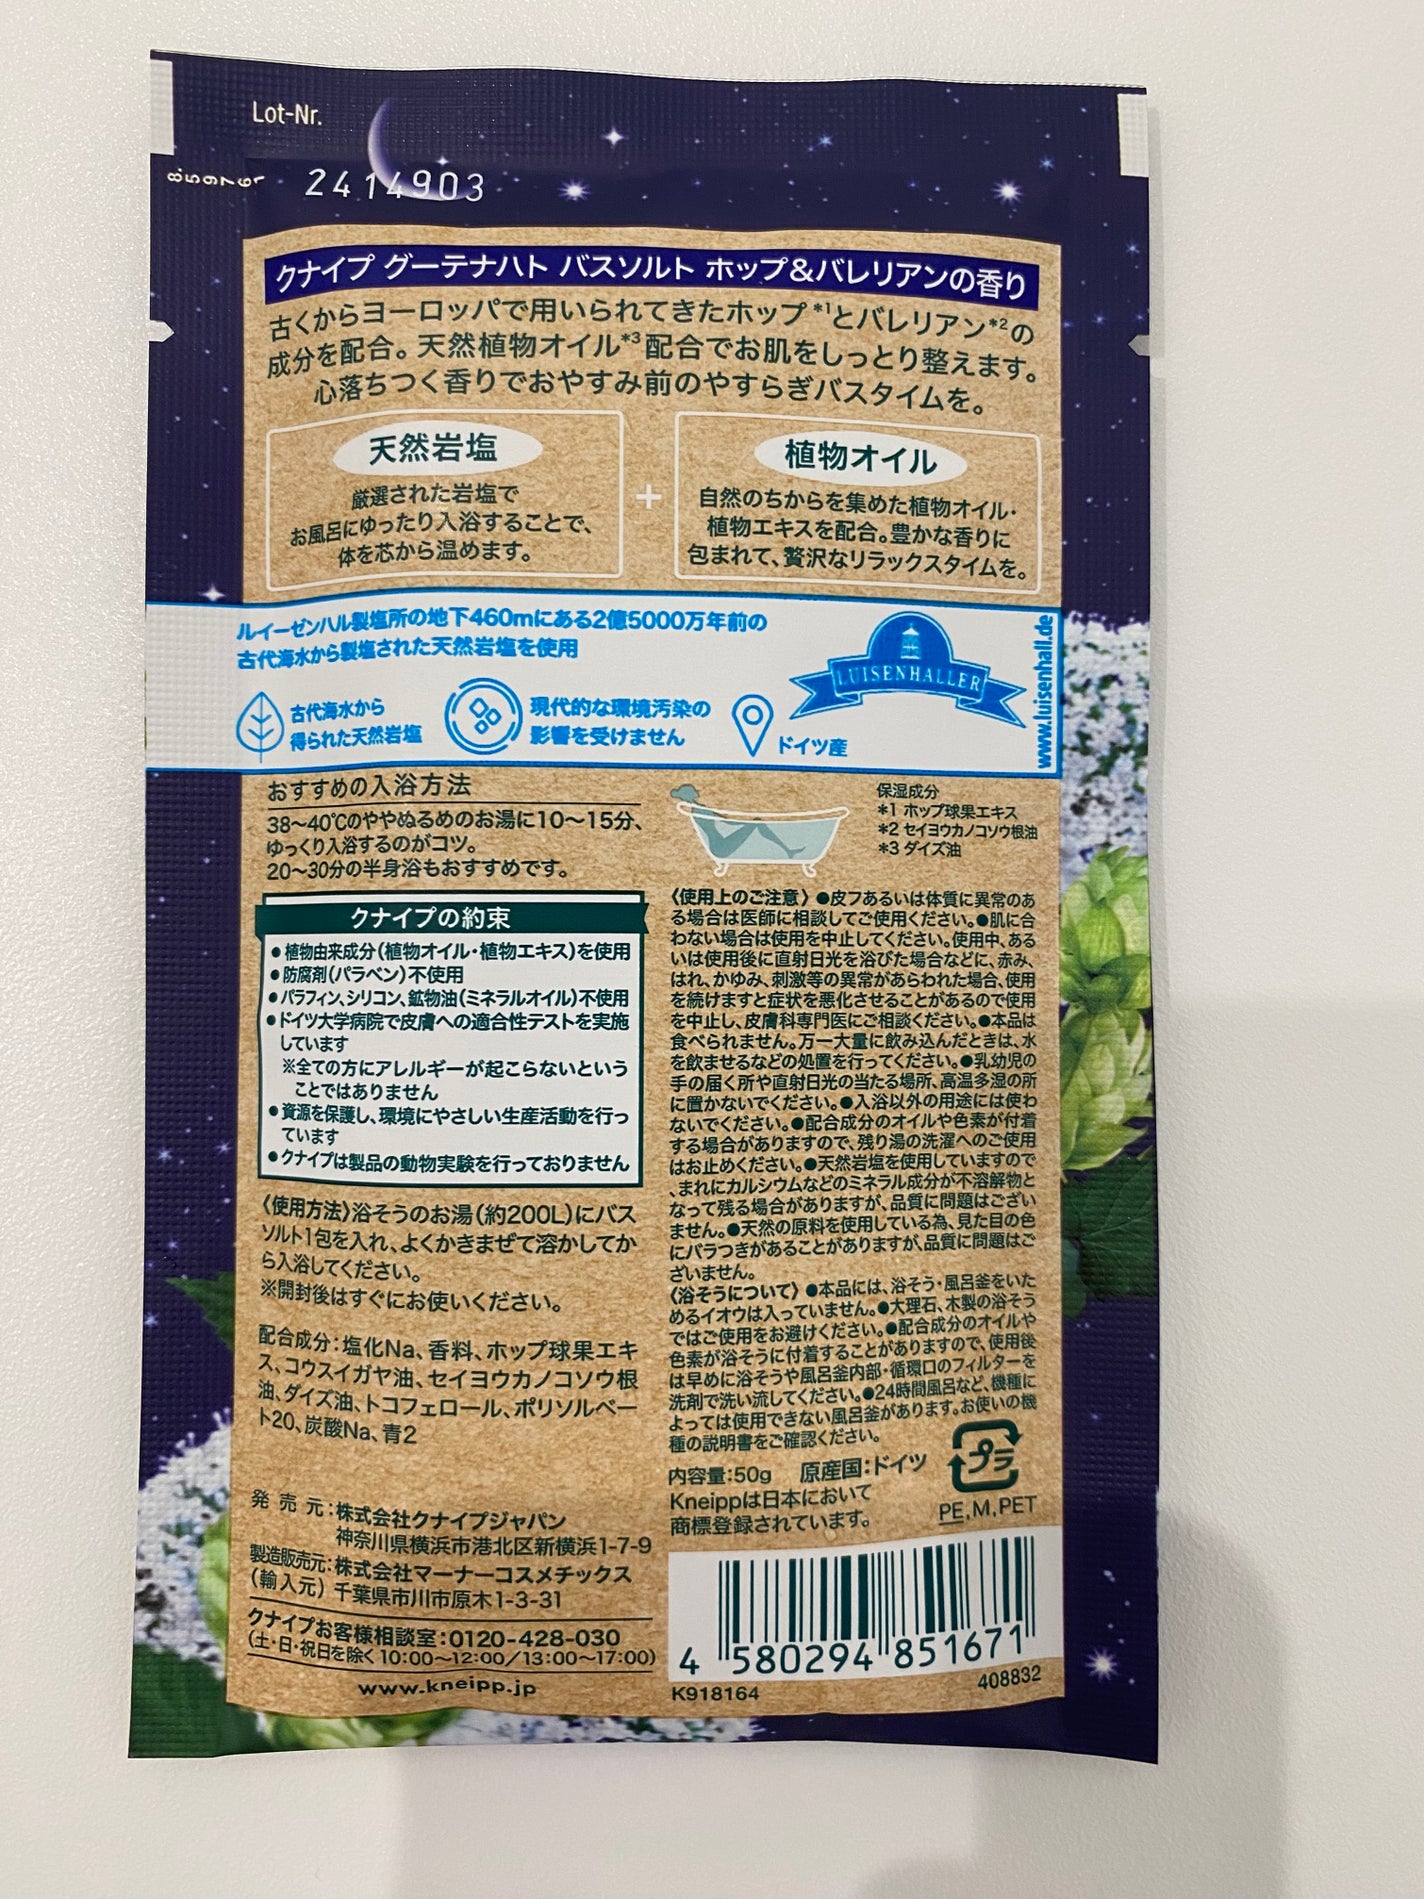 Lot-Nr.
2414903
クナイプ グーテナハト バスソルト ホップ&バレリアンの香り
古くからヨーロッパで用いられてきたホップ*1とバレリアン*2の
成分を配合。天然植物オイル*3配合でお肌をしっとり整えます。
心落ちつく香りでおやすみ前のやすらぎバスタイムを。
天然岩塩
厳選された岩塩で
お風呂にゆったり入浴することで、
体を芯から温めます。
+
植物オイル
自然のちからを集めた植物オイル・
植物エキスを配合。豊かな香りに
包まれて、贅沢なリラックスタイムを。
ルイーゼンハル製塩所の地下460mにある2億5000万年前の
古代海水から製塩された天然岩塩を使用
古代海水から
得られた天然岩塩
現代的な環境汚染の
影響を受けません
ドイツ産
LUISENHALLER
www.luisenhall.de
おすすめの入浴方法
38〜40℃のややぬるめのお湯に10〜15分、
ゆっくり入浴するのがコツ。
20〜30分の半身浴もおすすめです。
保湿成分
*1 ホップ球果エキス
*2 セイヨウカノコソウ根油
*3 ダイズ油
クナイプの約束
●植物由来成分(植物オイル・植物エキス)を使用
●防腐剤(パラベン)不使用
●パラフィン、シリコン、鉱物油(ミネラルオイル)不使用
●ドイツ大学病院で皮膚への適合性テストを実施
しています
※全ての方にアレルギーが起こらないという
ことではありません
●資源を保護し、環境にやさしい生産活動を行っ
ています
●クナイプは製品の動物実験を行っておりません
〈使用方法〉浴そうのお湯(約200L)にバス
ソルト1包を入れ、よくかきまぜて溶かしてか
ら入浴してください。
※開封後はすぐにお使いください。
配合成分:塩化Na、香料、ホップ球果エキ
ス、コウスイガヤ油、セイヨウカノコソウ根
油、ダイズ油、トコフェロール、ポリソルベー
ト20、炭酸Na、青2
発売元:株式会社クナイプジャパン
神奈川県横浜市港北区新横浜1-7-9
製造販売元:株式会社マーナーコスメチックス
(輸入元) 千葉県市川市原木1-3-31
クナイプお客様相談室:0120-428-030
(土・日・祝日を除く10:00〜12:00/13:00〜17:00)
www.kneipp.jp
〈使用上のご注意〉●皮フあるいは体質に異常のあ
る場合は医師に相談してご使用ください。●肌に合
わない場合は使用を中止してください。使用中、ある
いは使用後に直射日光を浴びた場合などに、赤み、
はれ、かゆみ、刺激等の異常があらわれた場合、使用
を続けますと症状を悪化させることがあるので使用
を中止し、皮膚科専門医にご相談ください。●本品は
食べられません。万一大量に飲み込んだときは、水
を飲ませるなどの処置を行ってください。●乳幼児の
手の届く所や直射日光の当たる場所、高温多湿の所
に置かないでください。●入浴以外の用途には使わ
ないでください。●配合成分のオイルや色素が付着
する場合がありますので、残り湯の洗濯へのご使用
はお止めください。●天然岩塩を使用していますので
、まれにカルシウムなどのミネラル成分が不溶解物と
なって残る場合がありますが、品質に問題はござい
ません。●天然の原料を使用している為、見た目の色
にバラつきがあることがありますが、品質に問題はご
ざいません。
〈浴そうについて〉●本品には、浴そう・風呂釜をいた
めるイオウは入っていません。●大理石、木製の浴そう
ではご使用をお避けください。●配合成分のオイルや
色素が浴そうに付着することがありますので、使用後
は早めに浴そうや風呂釜内部・循環口のフィルターを
洗剤で洗い流してください。●24時間風呂など、機種に
よっては使用できない風呂釜があります。お使いの機
種の説明書をご確認ください。
内容量:50g 原産国:ドイツ
Kneippは日本において
商標登録されています。
プラ
PE,M,PET
4 580294 851671
K918164
408832